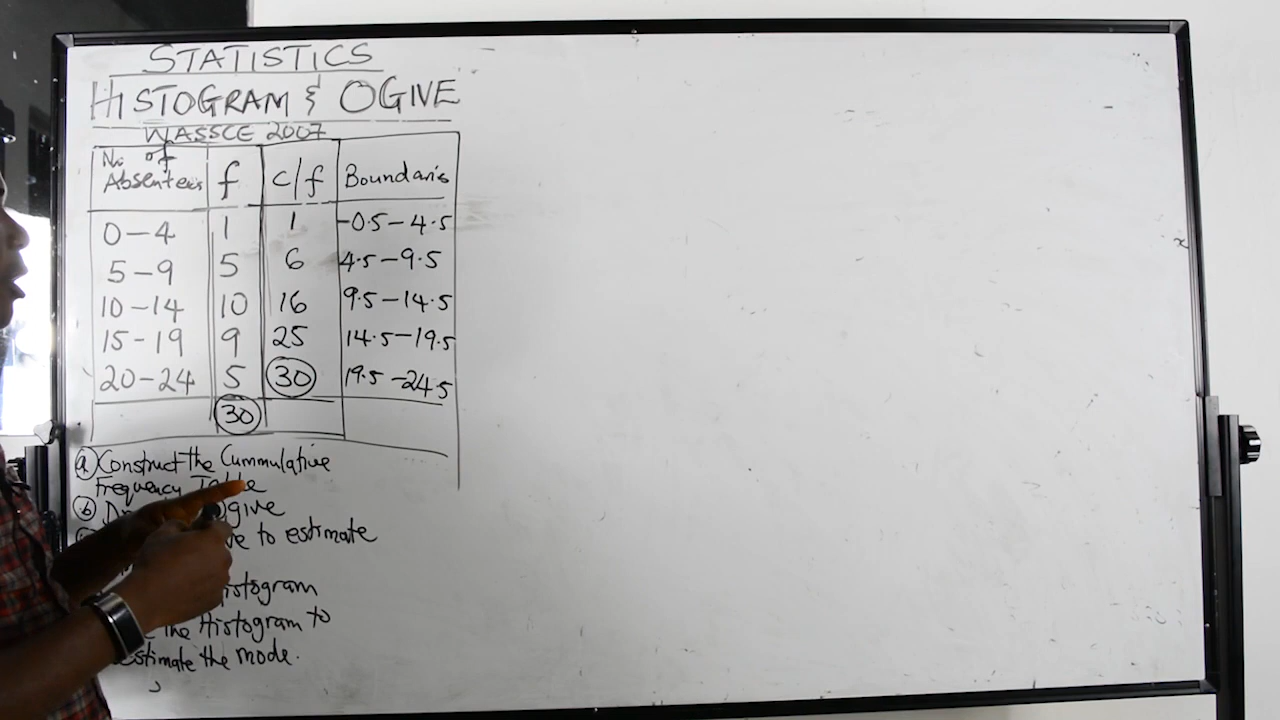 STATISTICS
HISTOGRAM & OGIVE
WASSCE 2007
No. of Absentees f c/f Boundaries
0-4 1 1 -0.5-4.5
5-9 5 6 4.5-9.5
10-14 10 16 9.5-14.5
15-19 9 25 14.5-19.5
20-24 5 30 19.5-24.5
30
a) Construct the Cummulative
Frequency Table
b) Ogive
to estimate
Histogram
the Histogram to
estimate the mode.